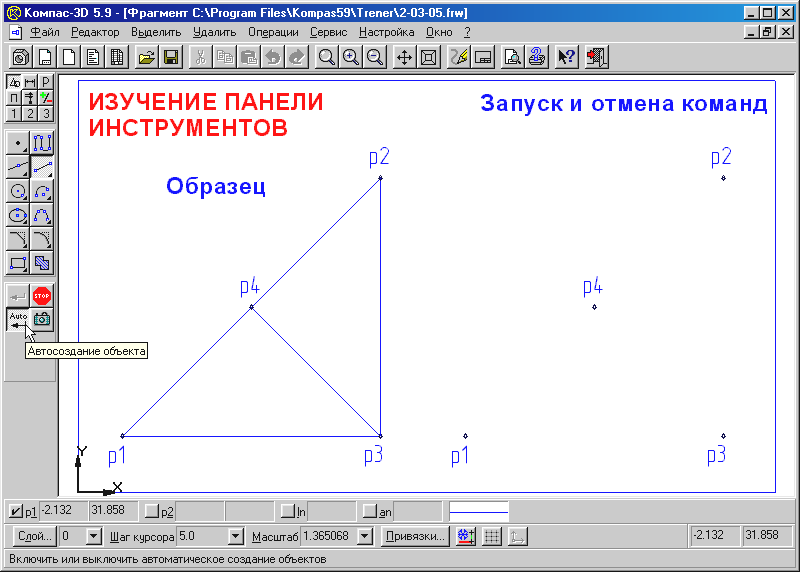 Компас-3D 5.9 - [Фрагмент C:\Program Files\Kompas59\Trener\2-03-05.frw]
Файл Редактор Выделить Удалить Операции Сервис Настройка Окно ?
ИЗУЧЕНИЕ ПАНЕЛИ
ИНСТРУМЕНТОВ
Запуск и отмена команд
Образец
p2
p2
p4
p4
p1
p3
p1
p3
Y
X
P
П
1 2 3
STOP
Auto
Автосоздание объекта
p1 -2.132 31.858 p2 ln an
Слой... 0 Шаг курсора 5.0 Масштаб 1.365068 Привязки... -2.132 31.858
Включить или выключить автоматическое создание объектов